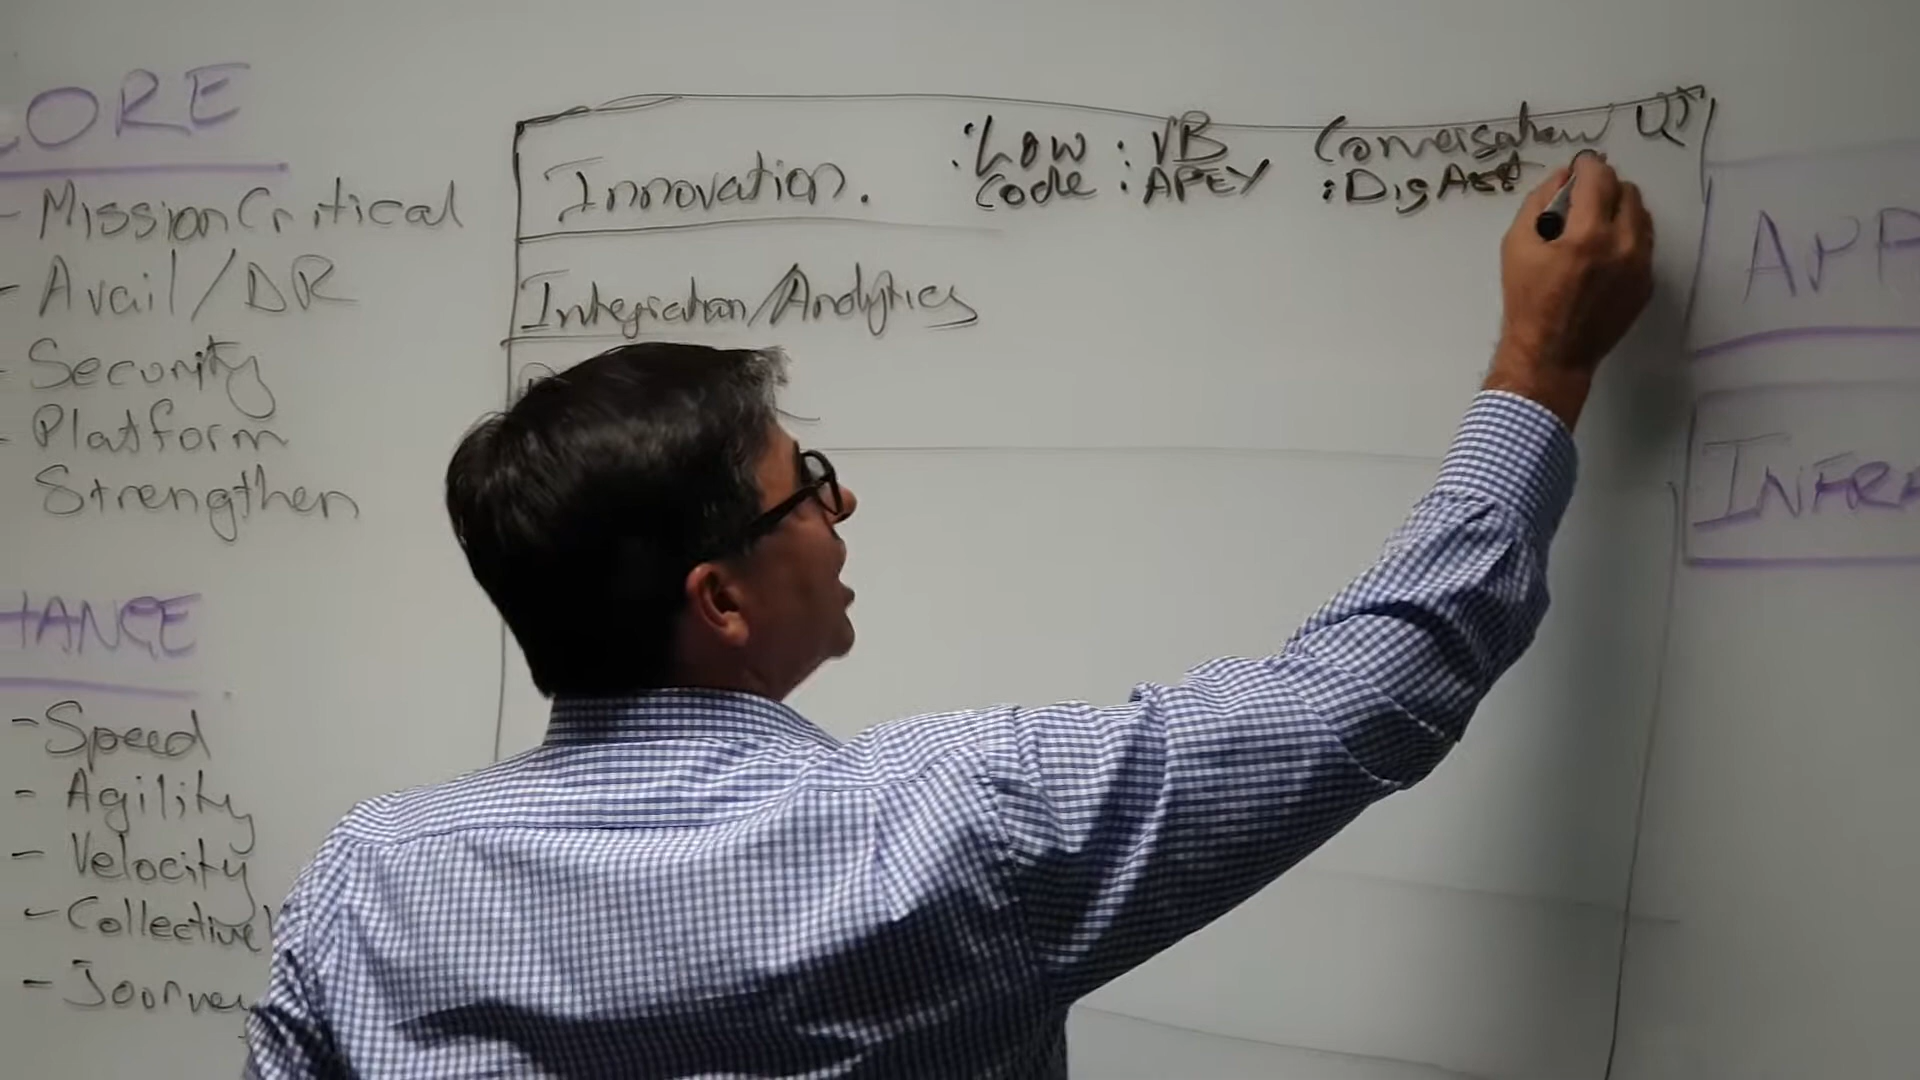 CORE
- Mission Critical
- Avail/DR
- Security
- Platform
Strengthen
HANGE
- Speed
- Agility
- Velocity
- Collective
- Journey
Innovation.
Integration/Analytics
: Low : VB
Code : APEX
Conversation UI
: Dig Asst
APP
INFRA